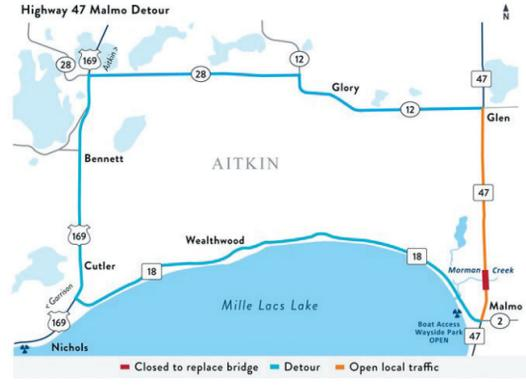 Highway 47 Malmo Detour
N
28
169
Aitkin >
28
12
47
Glory
12
Glen
Bennett
AITKIN
47
169
Wealthwood
18
Cutler
18
Morman Creek
< Garrison
Mille Lacs Lake
Malmo
169
2
Boat Access
Wayside Park
OPEN
47
Nichols
Closed to replace bridge
Detour
Open local traffic